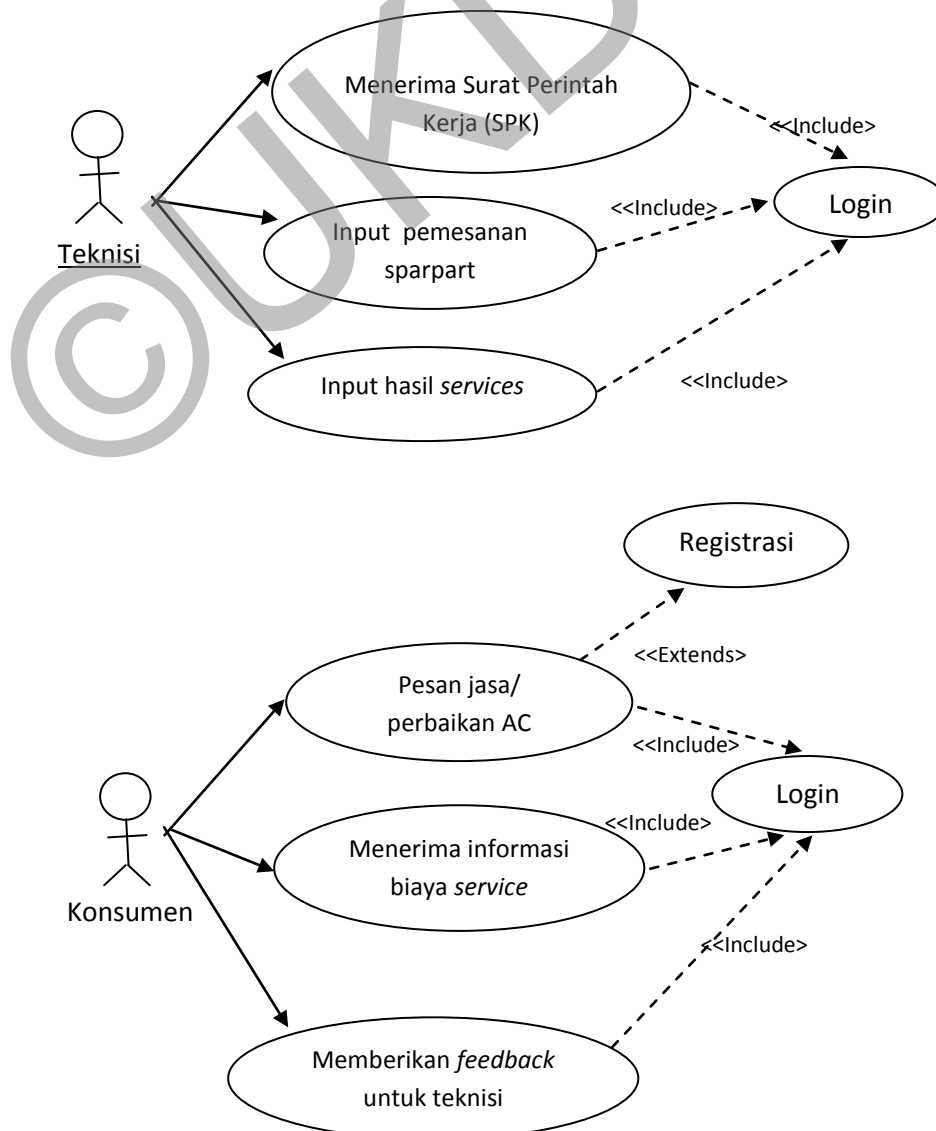 Menerima Surat Perintah
Kerja (SPK)
<<Include>
Login
<<Include>
Input pemesanan
sparpart
Teknisi
Input hasil services
<<Include>
Registrasi
<<Extends>
Pesan jasa/
perbaikan AC
<<Include>
Login
<<Include>
Menerima informasi
biaya service
Konsumen
<<Include>
Memberikan feedback
untuk teknisi
©UKD